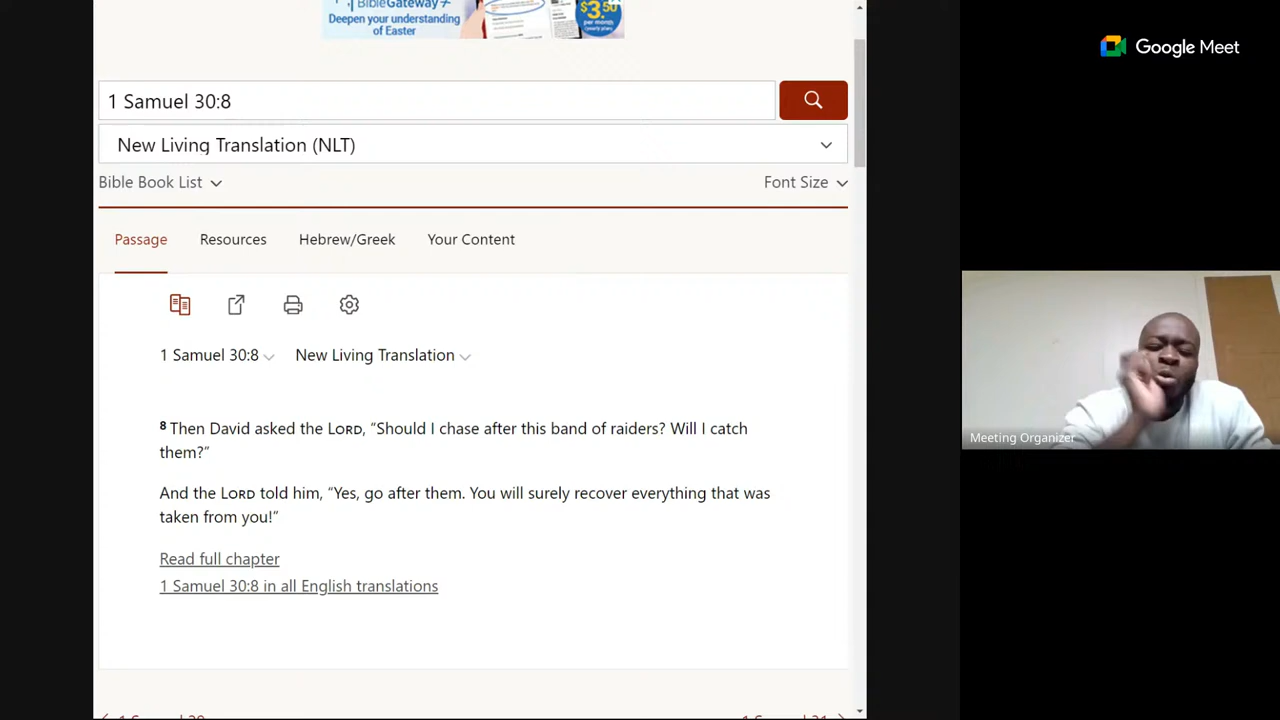 BibleGateway
Deepen your understanding
of Easter
$3.50
per month
Google Meet
1 Samuel 30:8
New Living Translation (NLT)
Bible Book List
Font Size
Passage
Resources
Hebrew/Greek
Your Content
1 Samuel 30:8
New Living Translation
8 Then David asked the LORD, “Should I chase after this band of raiders? Will I catch
them?”
And the LORD told him, “Yes, go after them. You will surely recover everything that was
taken from you!”
Read full chapter
1 Samuel 30:8 in all English translations
Meeting Organizer